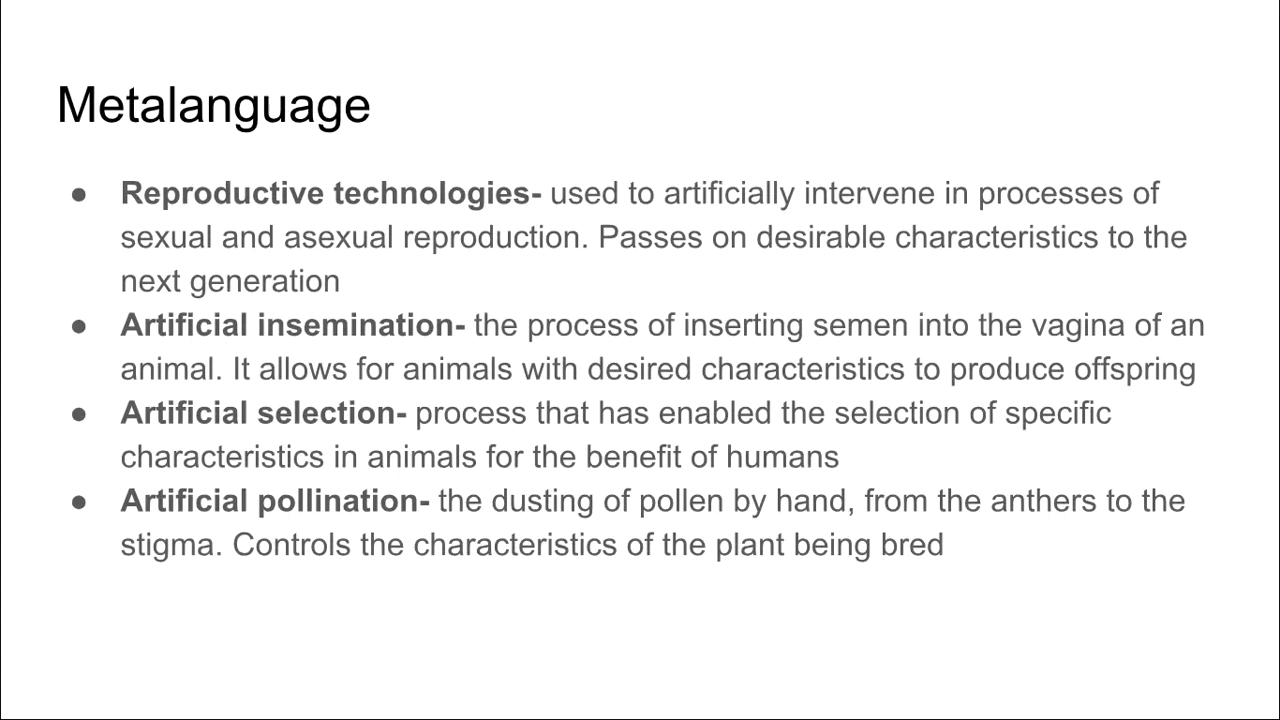 Metalanguage
● Reproductive technologies- used to artificially intervene in processes of
sexual and asexual reproduction. Passes on desirable characteristics to the
next generation
● Artificial insemination- the process of inserting semen into the vagina of an
animal. It allows for animals with desired characteristics to produce offspring
● Artificial selection- process that has enabled the selection of specific
characteristics in animals for the benefit of humans
● Artificial pollination- the dusting of pollen by hand, from the anthers to the
stigma. Controls the characteristics of the plant being bred